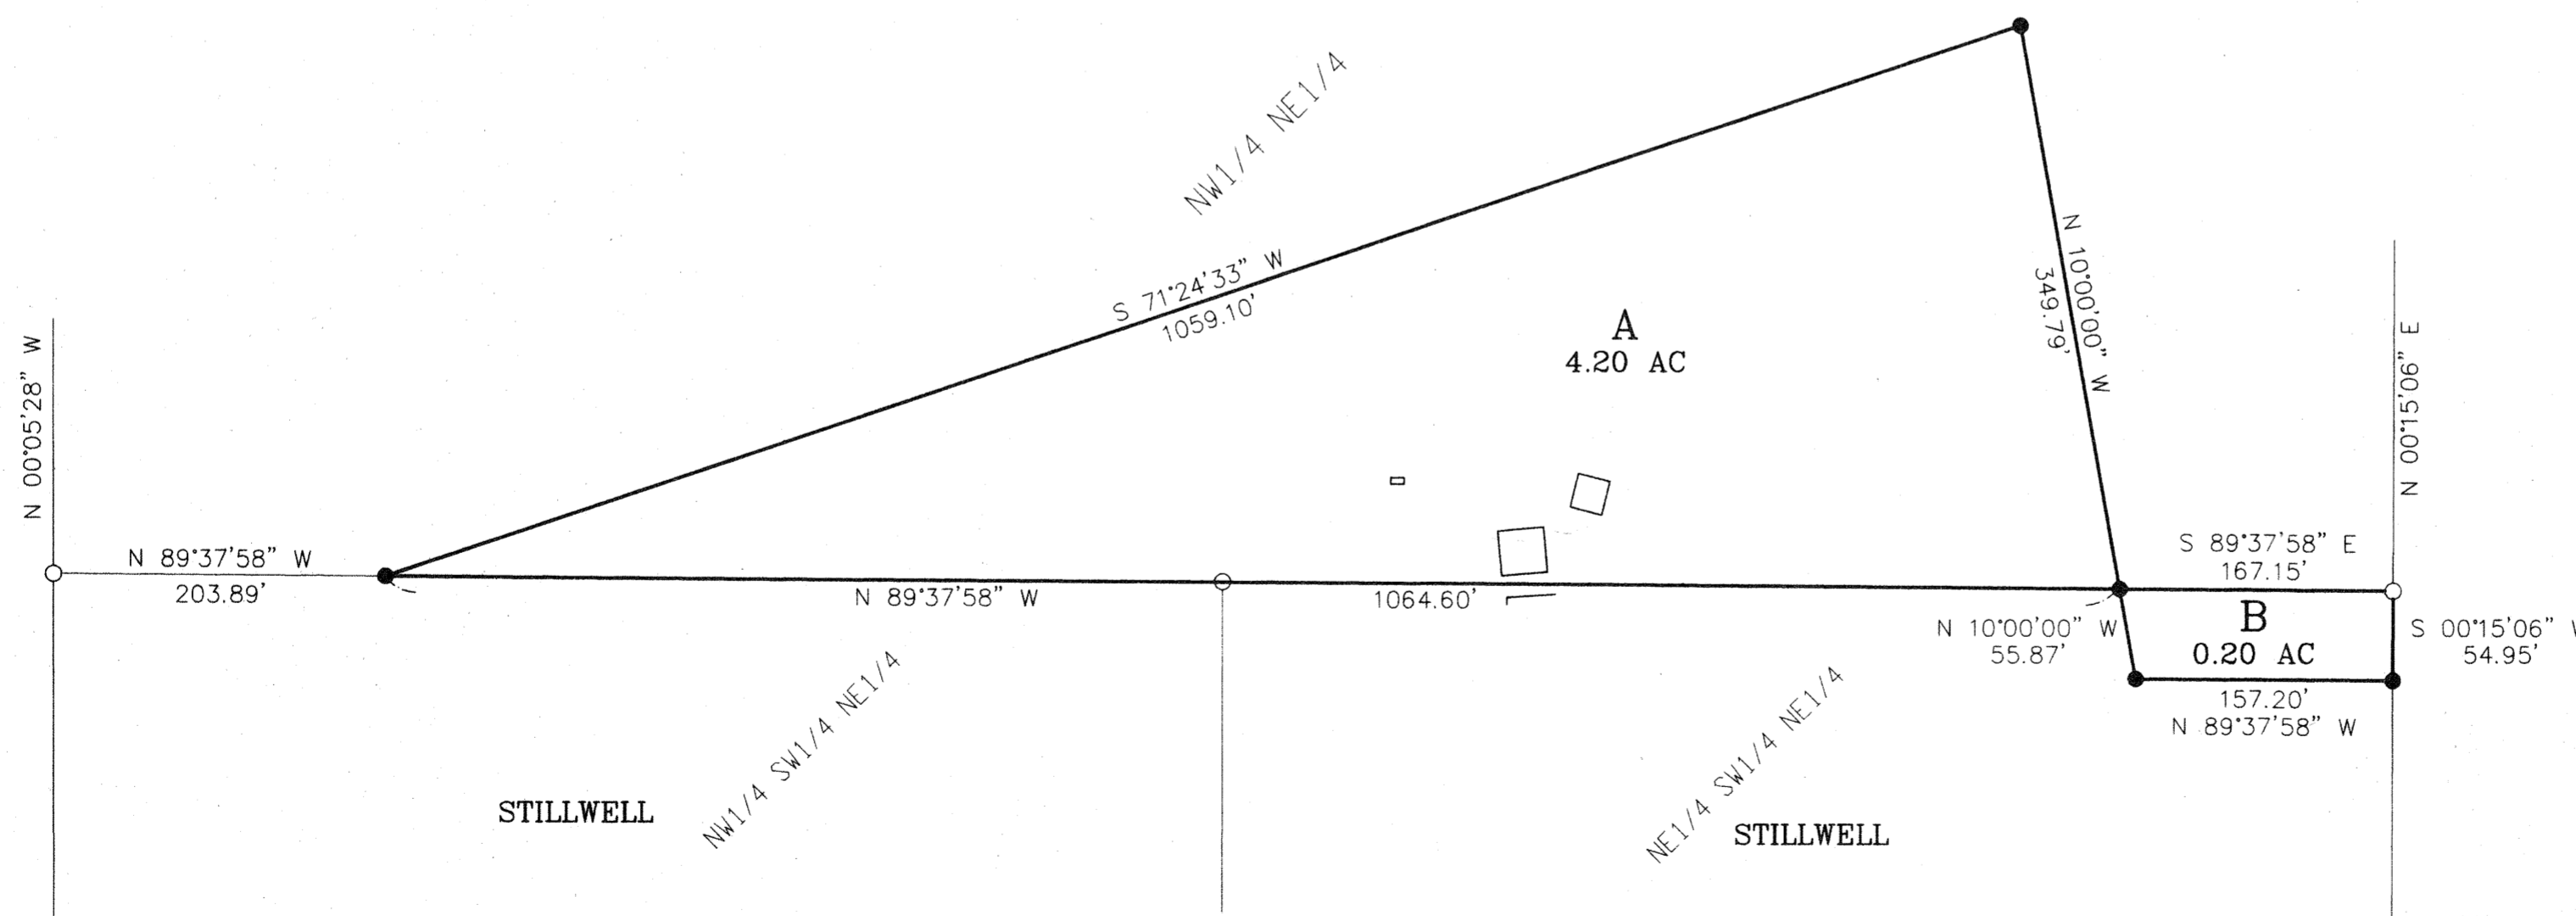 NW1/4 NE1/4
S 71°24'33" W
1059.10'
N 10°00'00" W
349.79'
A
4.20 AC
N 00°05'28" W
N 00°15'06" E
N 89°37'58" W
203.89'
N 89°37'58" W
1064.60'
S 89°37'58" E
167.15'
B
0.20 AC
N 10°00'00" W
55.87'
S 00°15'06"
54.95'
157.20'
N 89°37'58" W
NW1/4 SW1/4 NE1/4
NE1/4 SW1/4 NE1/4
STILLWELL
STILLWELL